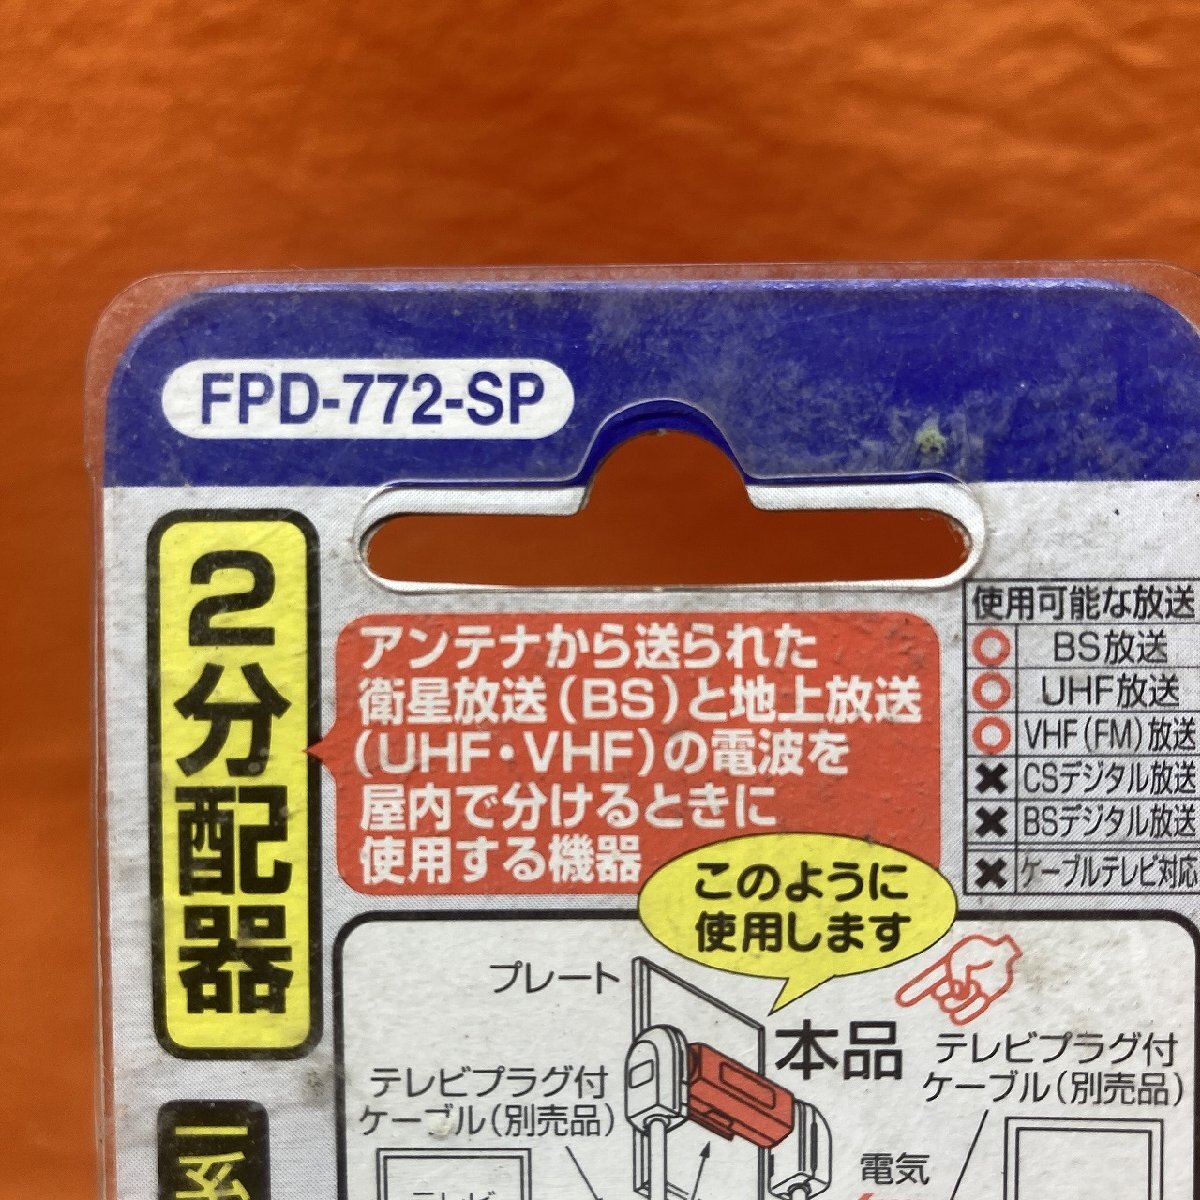 FPD-772-SP
2分配器
アンテナから送られた
衛星放送(BS)と地上放送
(UHF・VHF)の電波を
屋内で分けるときに
使用する機器
使用可能な放送
○ BS放送
○ UHF放送
○ VHF(FM)放送
× CSデジタル放送
× BSデジタル放送
× ケーブルテレビ対応
このように
使用します
プレート
本品
テレビプラグ付
ケーブル(別売品)
テレビプラグ付
ケーブル(別売品)
電気
テレビ